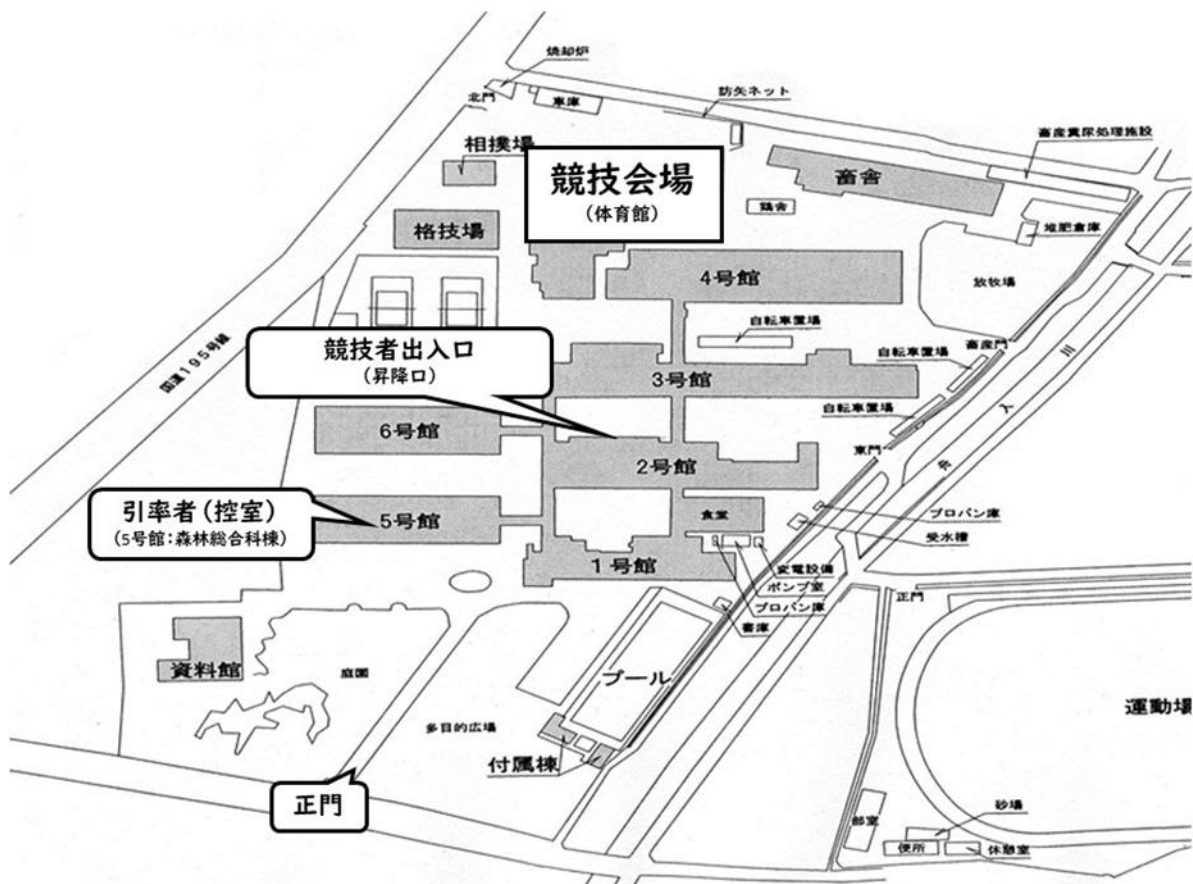 焼却炉
北門
車庫
防矢ネット
畜産糞尿処理施設
相撲場
競技会場
(体育館)
畜舎
鶏舎
堆肥倉庫
格技場
4号館
放牧場
自転車置場
国道195号線
競技者出入口
(昇降口)
3号館
自転車置場
畜産門
自転車置場
6号館
2号館
東門
舟入川
引率者(控室)
(5号館:森林総合科棟)
5号館
食堂
プロパン庫
受水槽
1号館
変電設備
ポンプ室
プロパン庫
正門
資料館
庭園
プール
多目的広場
付属棟
運動場
正門
部室
砂場
便所
休憩室